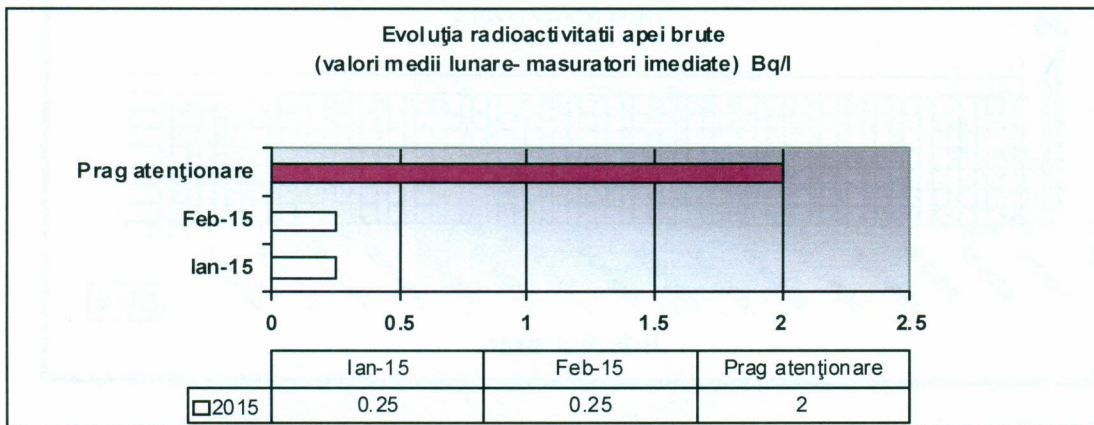 Evoluţia radioactivitatii apei brute
(valori medii lunare- masuratori imediate) Bq/l
Prag atenţionare
Feb-15
Ian-15
0 0.5 1 1.5 2 2.5
Ian-15 Feb-15 Prag atenţionare
2015 0.25 0.25 2